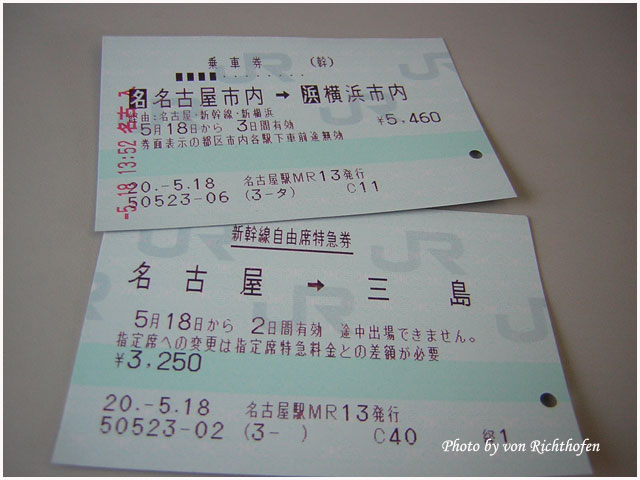 乗車券 (幹)
名 名古屋市内 → 浜 横浜市内
経由:名古屋・新幹線・新横浜
¥5,460
5月18日から 3日間有効
券面表示の都区市内各駅下車前途無効
-5.18 13:52
20.-5.18 名古屋駅MR13発行
50523-06 (3-タ) C11
新幹線自由席特急券
名古屋 → 三島
5月18日から 2日間有効 途中出場できません。
指定席への変更は指定席特急料金との差額が必要
¥3,250
20.-5.18 名古屋駅MR13発行
50523-02 (3- ) C40
JR
JR
Photo by von Richthofen